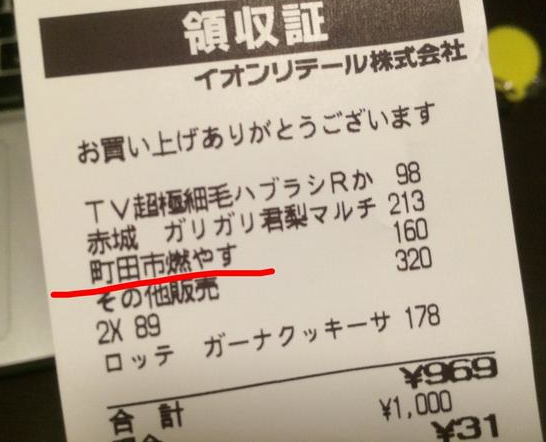 領収証
イオンリテール株式会社
お買い上げありがとうございます
TV超極細毛ハブラシRか 98
赤城 ガリガリ君梨マルチ 213
町田市燃やす 160
その他販売 320
2X 89
ロッテ ガーナクッキーサ 178
¥969
合 計 ¥1,000
¥31